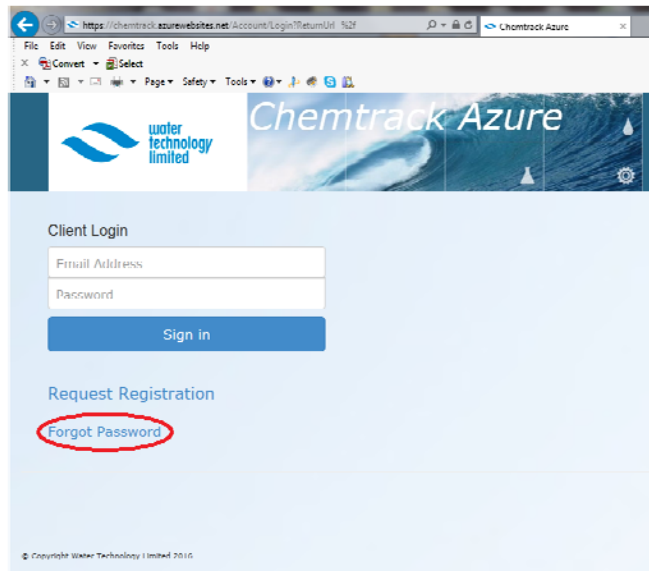 https://chemtrack.azurewebsites.net/Account/Login?ReturnUrl %2f
Chemtrack Azure
File Edit View Favorites Tools Help
Convert Select
Page Safety Tools
water
technology
limited
Chemtrack Azure
Client Login
Email Address
Password
Sign in
Request Registration
Forgot Password
© Copyright Water Technology Limited 2016